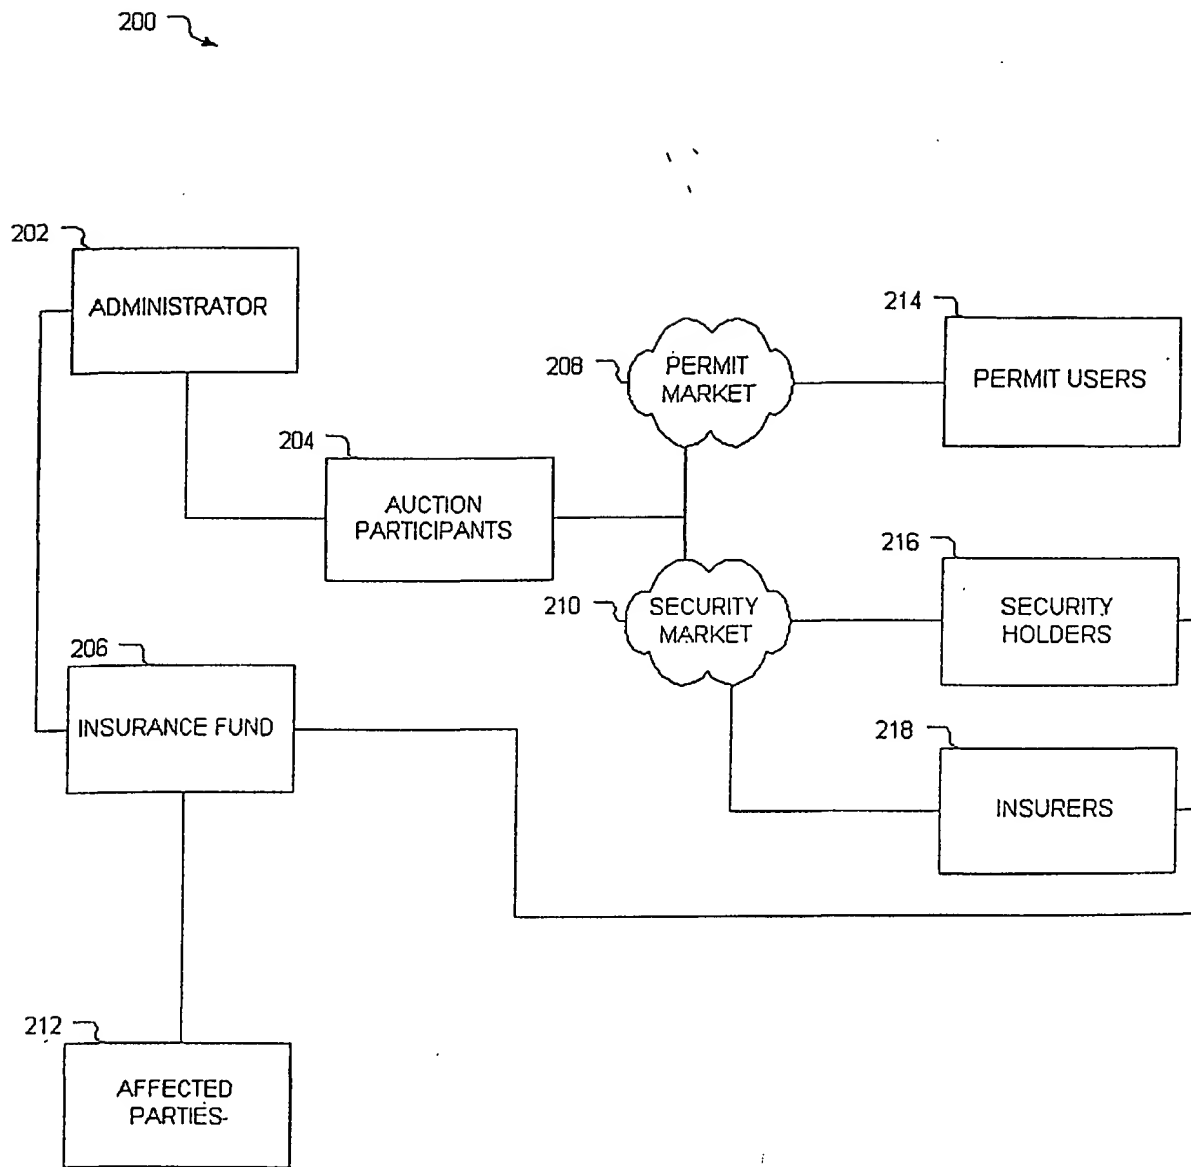 200
202
ADMINISTRATOR
214
208
PERMIT
MARKET
PERMIT USERS
204
AUCTION
PARTICIPANTS
216
210
SECURITY
MARKET
SECURITY
HOLDERS
206
INSURANCE FUND
218
INSURERS
212
AFFECTED
PARTIES